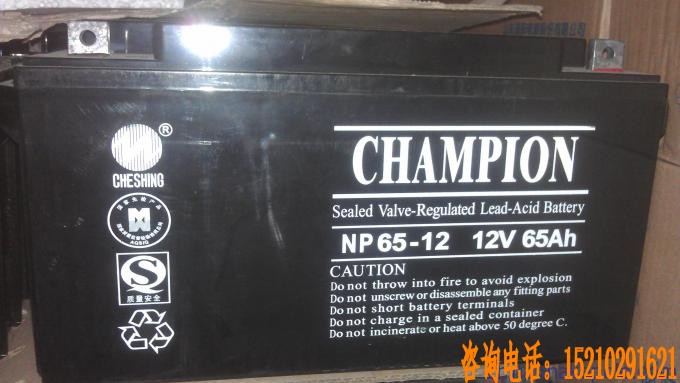 ®
CHESHING
AQSIQ
质量安全
CHAMPION
Sealed Valve-Regulated Lead-Acid Battery
NP65-12 12V 65Ah
CAUTION
Do not throw into fire to avoid explosion
Do not unscrew or disassemble any fitting parts
Do not short battery terminals
Do not charge in a sealed container
Do not incinerate or heat above 50 degree C.
咨询电话：15210291621